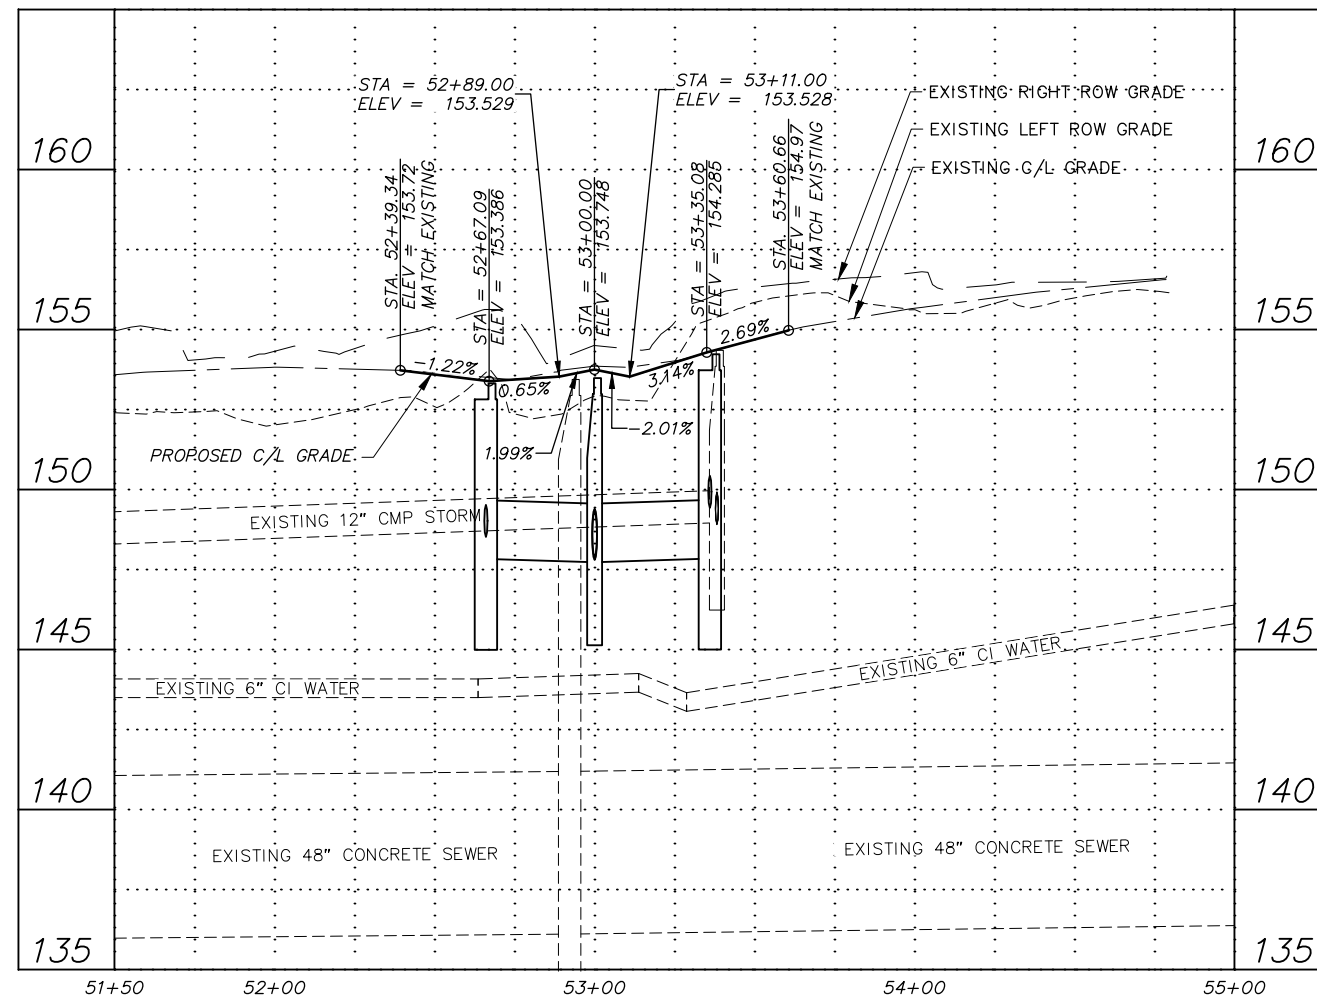 STA = 52+89.00
ELEV = 153.529
STA = 53+11.00
ELEV = 153.528
EXISTING RIGHT ROW GRADE
EXISTING LEFT ROW GRADE
EXISTING C/L GRADE
160
160
STA. 52+39.34
ELEV = 153.72
MATCH EXISTING
STA = 52+67.09
ELEV = 153.386
STA = 53+00.00
ELEV = 153.748
STA = 53+35.08
ELEV = 154.285
STA. 53+60.66
ELEV = 154.97
MATCH EXISTING
155
155
-1.22%
0.65%
1.99%
-2.01%
3.14%
2.69%
PROPOSED C/L GRADE
150
150
EXISTING 12" CMP STORM
145
145
EXISTING 6" CI WATER
EXISTING 6" CI WATER
140
140
EXISTING 48" CONCRETE SEWER
EXISTING 48" CONCRETE SEWER
135
135
51+50
52+00
53+00
54+00
55+00